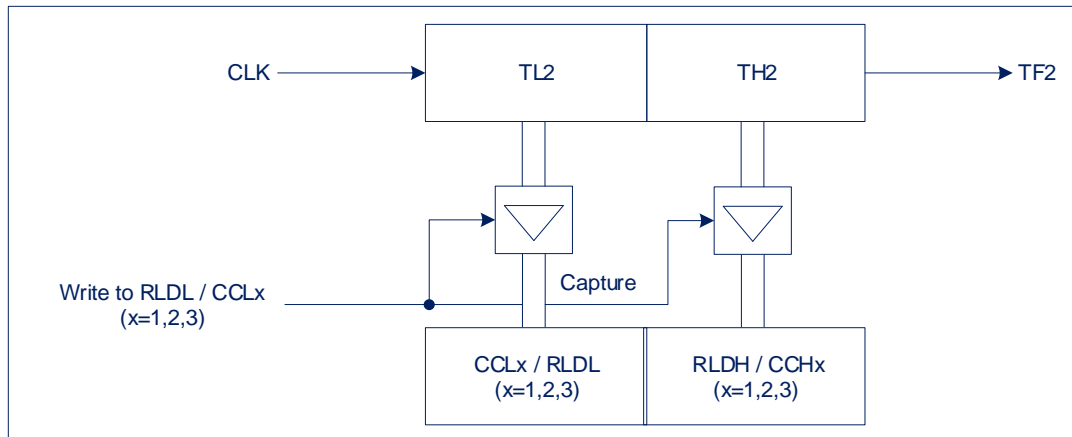 CLK
TL2
TH2
TF2
Capture
Write to RLDL / CCLx
(x=1,2,3)
CCLx / RLDL
(x=1,2,3)
RLDH / CCHx
(x=1,2,3)